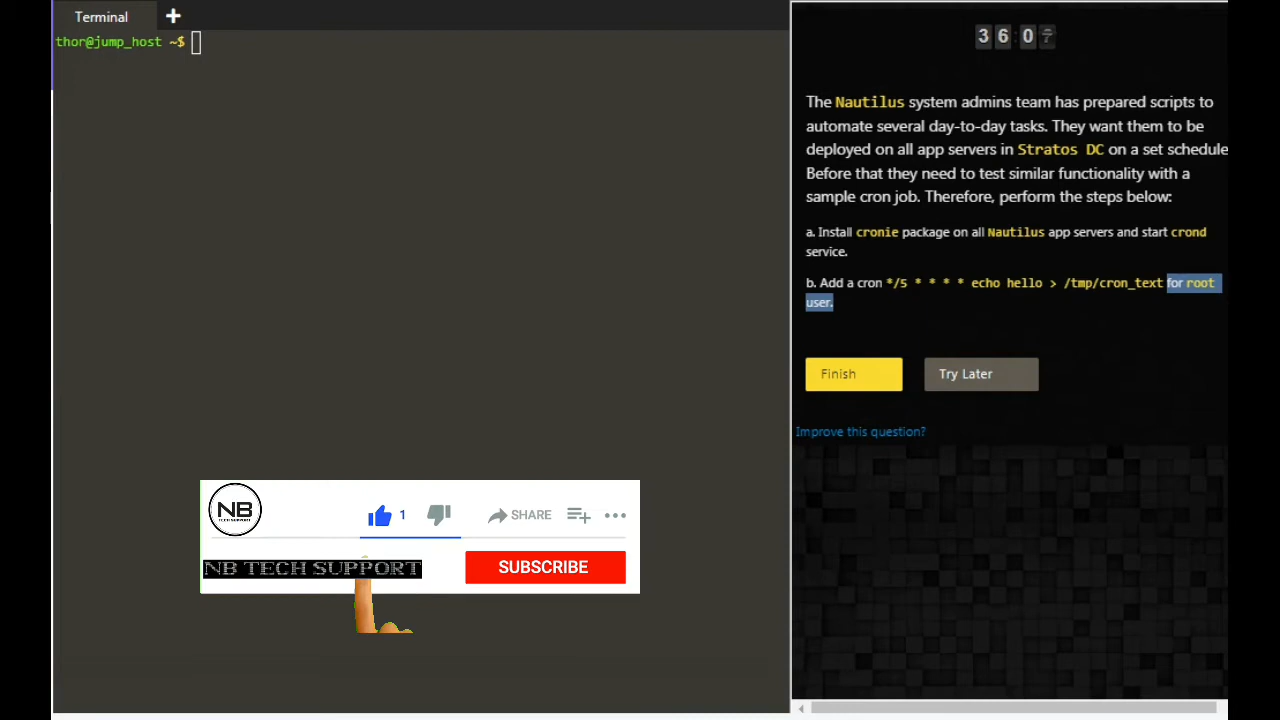 Terminal +
thor@jump_host ~$
3 6 : 0
The Nautilus system admins team has prepared scripts to
automate several day-to-day tasks. They want them to be
deployed on all app servers in Stratos DC on a set schedule
Before that they need to test similar functionality with a
sample cron job. Therefore, perform the steps below:
a. Install cronie package on all Nautilus app servers and start crond
service.
b. Add a cron */5 * * * * echo hello > /tmp/cron_text for root
user.
Finish
Try Later
Improve this question?
NB
TECH SUPPORT
1
SHARE
NB TECH SUPPORT
SUBSCRIBE